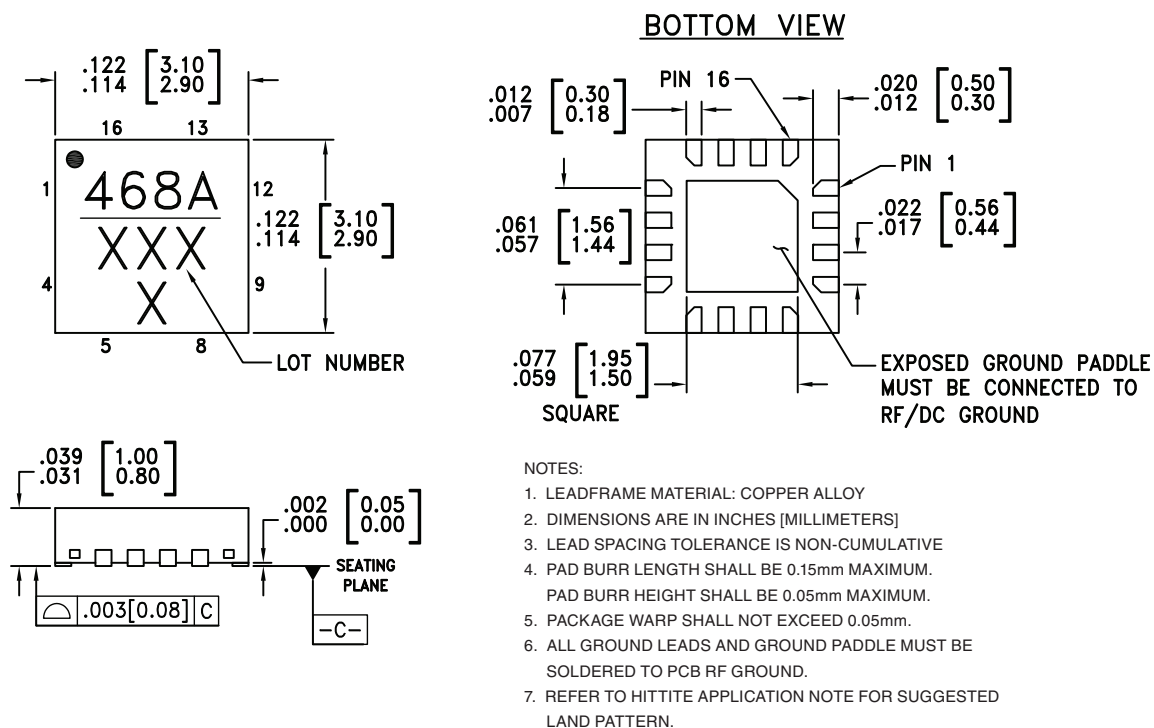 BOTTOM VIEW
.122 [3.10]
.114 [2.90]
16 13
468A
XXX
X
1
4
12
9
5 8
.122 [3.10]
.114 [2.90]
LOT NUMBER
.012 [0.30]
.007 [0.18]
PIN 16
.020 [0.50]
.012 [0.30]
PIN 1
.061 [1.56]
.057 [1.44]
.022 [0.56]
.017 [0.44]
.077 [1.95]
.059 [1.50]
SQUARE
EXPOSED GROUND PADDLE
MUST BE CONNECTED TO
RF/DC GROUND
.039 [1.00]
.031 [0.80]
.002 [0.05]
.000 [0.00]
SEATING
PLANE
.003[0.08] C
-C-
NOTES:
1. LEADFRAME MATERIAL: COPPER ALLOY
2. DIMENSIONS ARE IN INCHES [MILLIMETERS]
3. LEAD SPACING TOLERANCE IS NON-CUMULATIVE
4. PAD BURR LENGTH SHALL BE 0.15mm MAXIMUM.
PAD BURR HEIGHT SHALL BE 0.05mm MAXIMUM.
5. PACKAGE WARP SHALL NOT EXCEED 0.05mm.
6. ALL GROUND LEADS AND GROUND PADDLE MUST BE
SOLDERED TO PCB RF GROUND.
7. REFER TO HITTITE APPLICATION NOTE FOR SUGGESTED
LAND PATTERN.